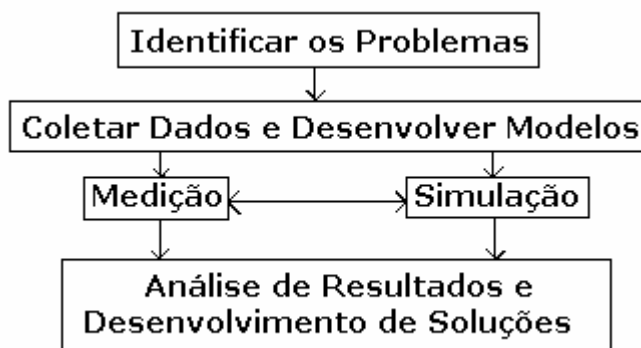 Identificar os Problemas
Coletar Dados e Desenvolver Modelos
Medição
Simulação
Análise de Resultados e
Desenvolvimento de Soluções